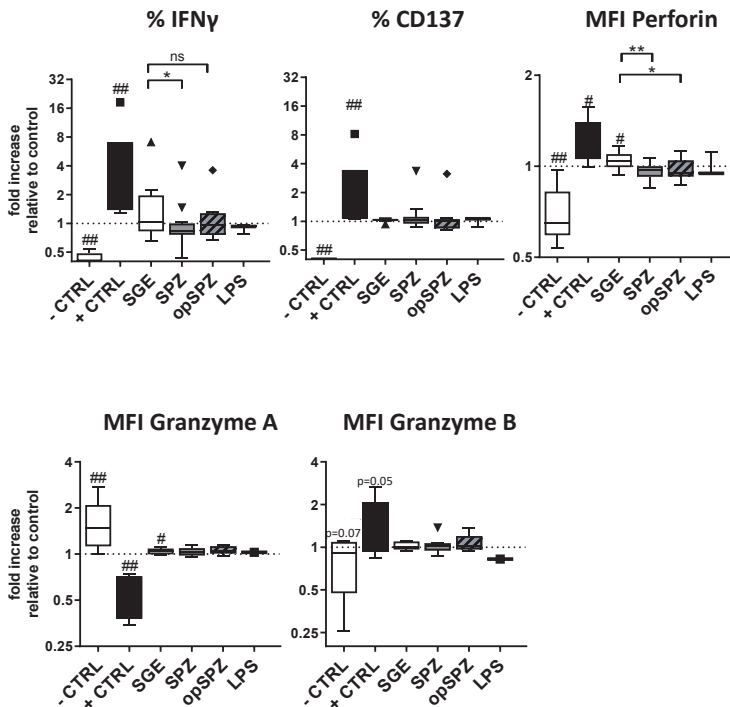 % IFNγ
% CD137
MFI Perforin
fold increase
relative to control
32
16
8
4
2
1
0.5
##
##
*
ns
- CTRL
+ CTRL
SGE
SPZ
opSPZ
LPS
32
16
8
4
2
1
0.5
##
##
- CTRL
+ CTRL
SGE
SPZ
opSPZ
LPS
2
1
0.5
##
#
#
**
*
- CTRL
+ CTRL
SGE
SPZ
opSPZ
LPS
MFI Granzyme A
MFI Granzyme B
fold increase
relative to control
4
2
1
0.5
0.25
##
##
#
- CTRL
+ CTRL
SGE
SPZ
opSPZ
LPS
4
2
1
0.5
0.25
p=0.07
p=0.05
- CTRL
+ CTRL
SGE
SPZ
opSPZ
LPS